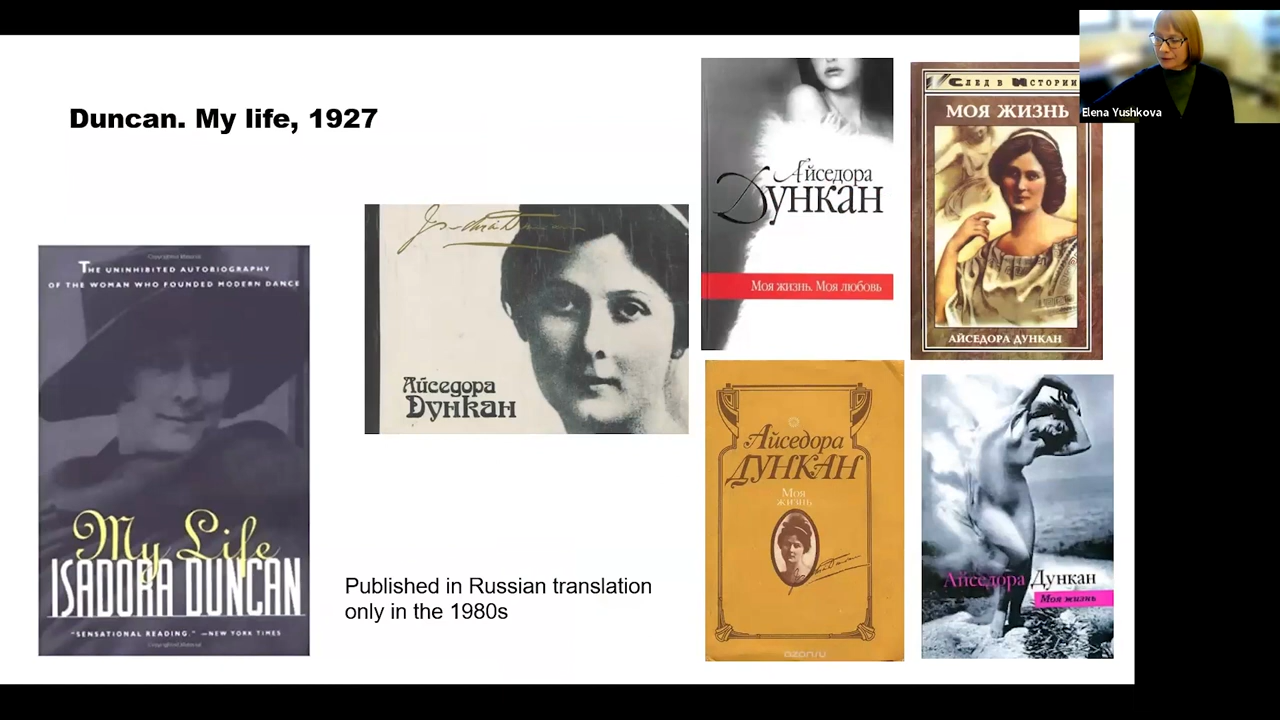 Duncan. My life, 1927
THE UNINHIBITED AUTOBIOGRAPHY
OF THE WOMAN WHO FOUNDED MODERN DANCE
My Life
ISADORA DUNCAN
"SENSATIONAL READING." —NEW YORK TIMES
Айседора
Дункан
Published in Russian translation
only in the 1980s
Айседора
Дункан
Моя жизнь. Моя любовь
СЛЕД В ИСТОРИИ
МОЯ ЖИЗНЬ
АЙСЕДОРА ДУНКАН
Айседора
ДУНКАН
Моя
жизнь
ozon.ru
Айседора Дункан
Моя жизнь
Elena Yushkova